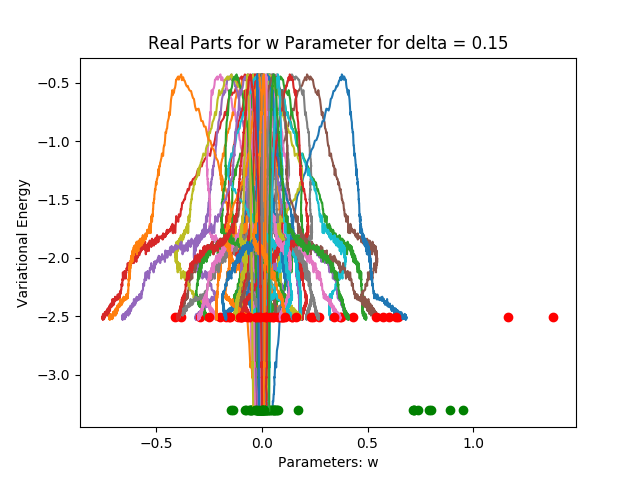 Real Parts for w Parameter for delta = 0.15
Variational Energy
−0.5
−1.0
−1.5
−2.0
−2.5
−3.0
−0.5 0.0 0.5 1.0
Parameters: w